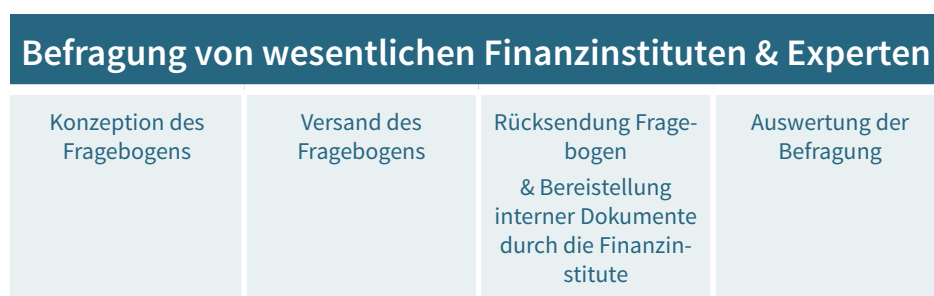 Befragung von wesentlichen Finanzinstituten & Experten
Konzeption des
Fragebogens
Versand des
Fragebogens
Rücksendung Frage-
bogen
& Bereistellung
interner Dokumente
durch die Finanzin-
stitute
Auswertung der
Befragung